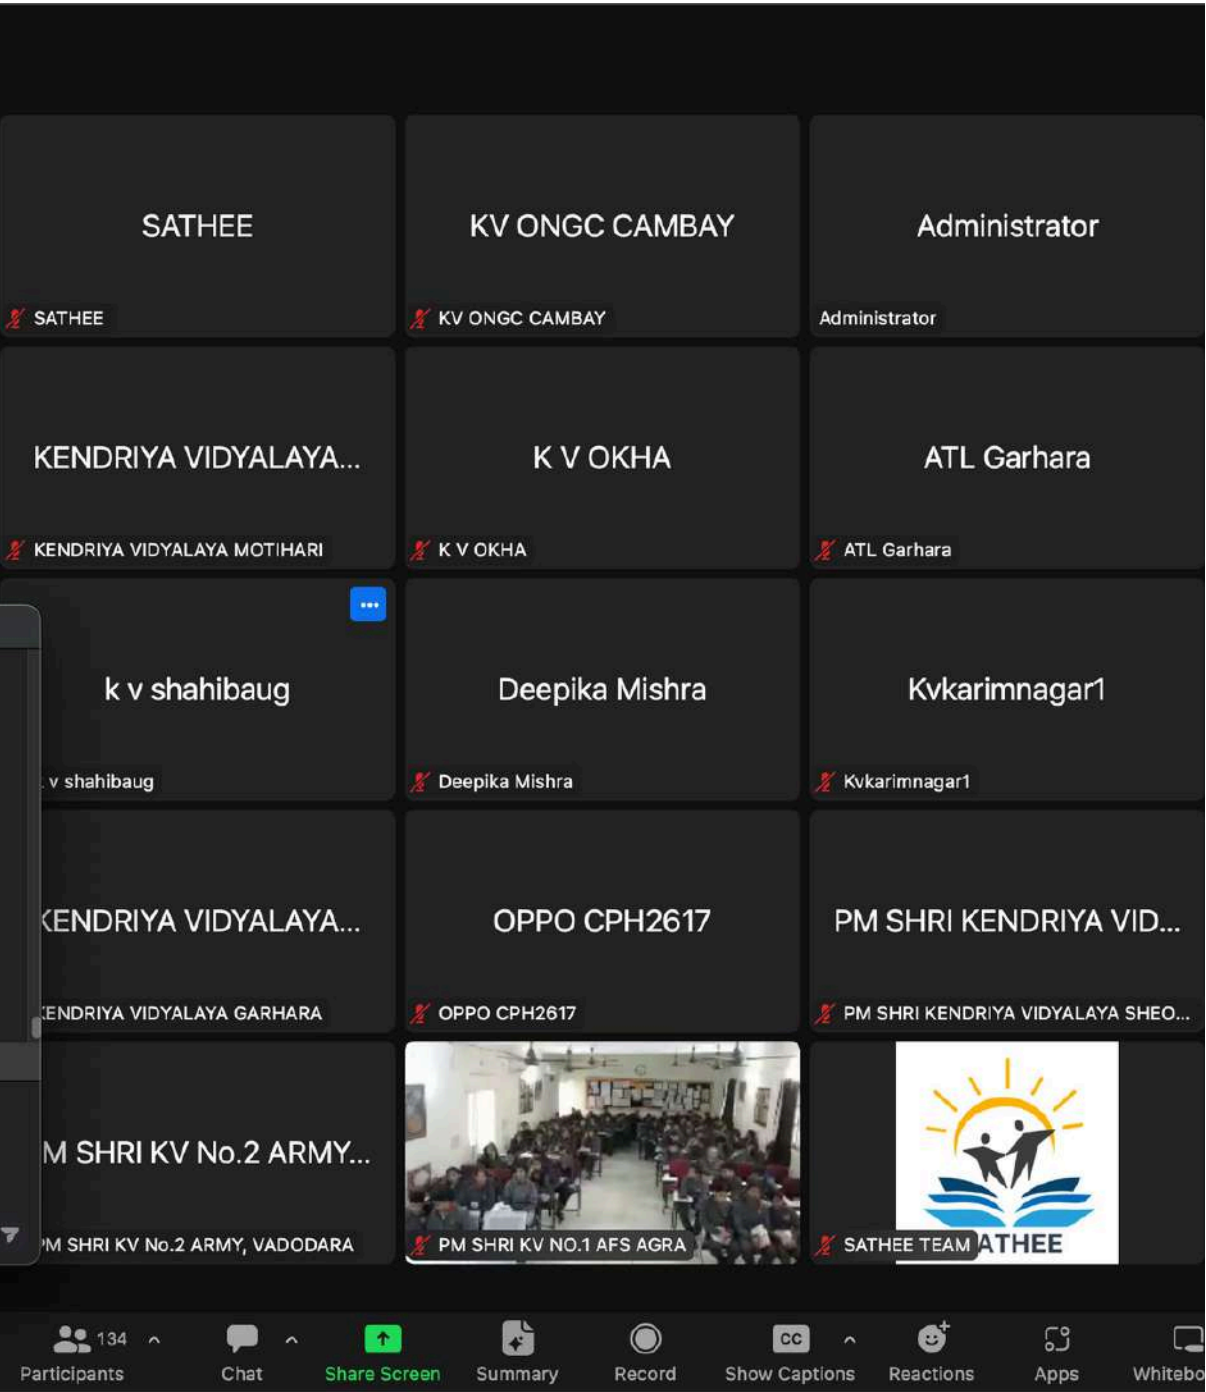 SATHEE
SATHEE
KV ONGC CAMBAY
KV ONGC CAMBAY
Administrator
Administrator
KENDRIYA VIDYALAYA...
KENDRIYA VIDYALAYA MOTIHARI
K V OKHA
K V OKHA
ATL Garhara
ATL Garhara
k v shahibaug
v shahibaug
Deepika Mishra
Deepika Mishra
Kvkarimnagar1
Kvkarimnagar1
KENDRIYA VIDYALAYA...
KENDRIYA VIDYALAYA GARHARA
OPPO CPH2617
OPPO CPH2617
PM SHRI KENDRIYA VID...
PM SHRI KENDRIYA VIDYALAYA SHEO...
M SHRI KV No.2 ARMY...
PM SHRI KV No.2 ARMY, VADODARA
PM SHRI KV NO.1 AFS AGRA
SATHEE TEAM
ATHEE
134
Participants
Chat
Share Screen
Summary
Record
CC
Show Captions
Reactions
Apps
Whitebo